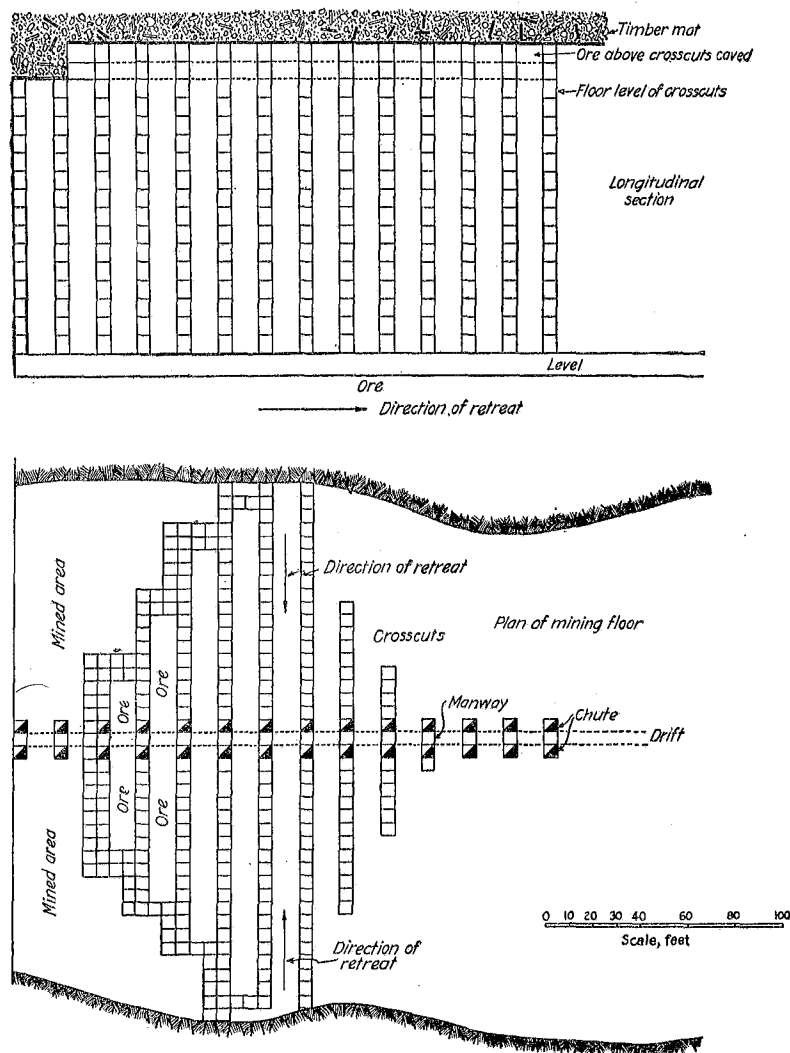 Timber mat
Ore above crosscuts caved
Floor level of crosscuts
Longitudinal
section
Level
Ore
Direction of retreat
Direction of retreat
Mined area
Plan of mining floor
Crosscuts
Ore
Ore
Manway
Chute
Drift
Ore
Ore
Mined area
0 10 20 30 40 60 80 100
Scale, feet
Direction of
retreat